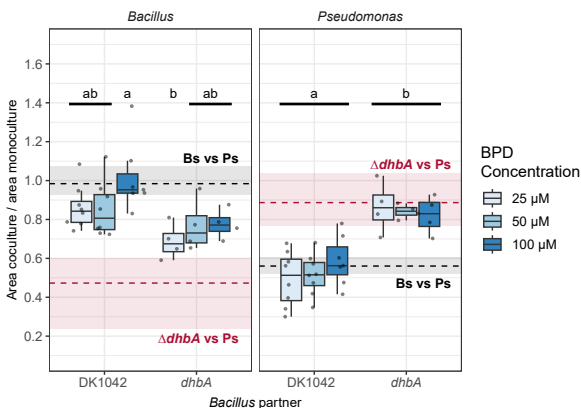 Bacillus
Pseudomonas
Area coculture / area monoculture
1.6
1.4
1.2
1.0
0.8
0.6
0.4
0.2
ab
a
b
ab
Bs vs Ps
ΔdhbA vs Ps
a
b
ΔdhbA vs Ps
Bs vs Ps
DK1042
dhbA
DK1042
dhbA
Bacillus partner
BPD
Concentration
25 µM
50 µM
100 µM